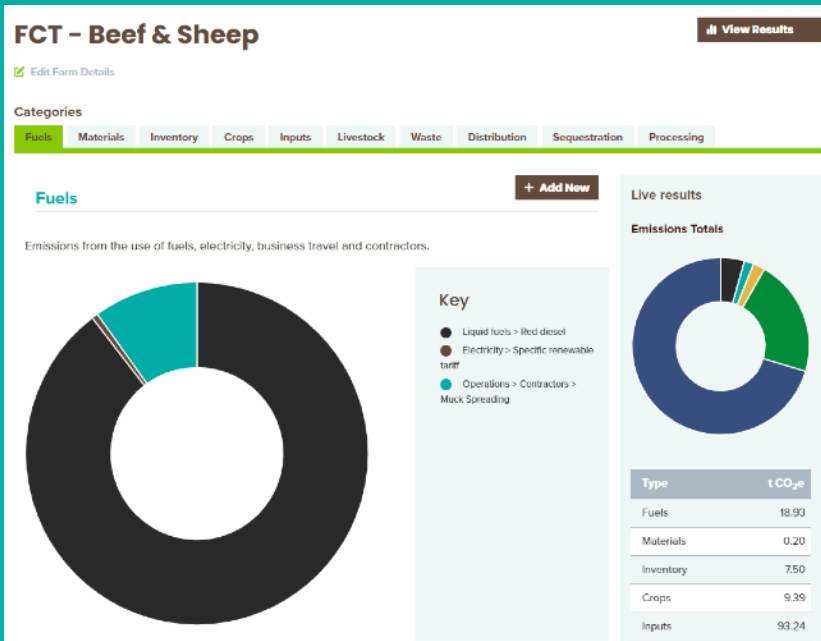 FCT - Beef & Sheep
View Results
Edit Farm Details
Categories
Fuels Materials Inventory Crops Inputs Livestock Waste Distribution Sequestration Processing
Fuels
+ Add New
Emissions from the use of fuels, electricity, business travel and contractors.
Key
Liquid fuels > Red diesel
Electricity > Specific renewable
tariff
Operations > Contractors >
Muck Spreading
Live results
Emissions Totals
Type t CO₂e
Fuels 18.93
Materials 0.20
Inventory 7.50
Crops 9.39
Inputs 93.24